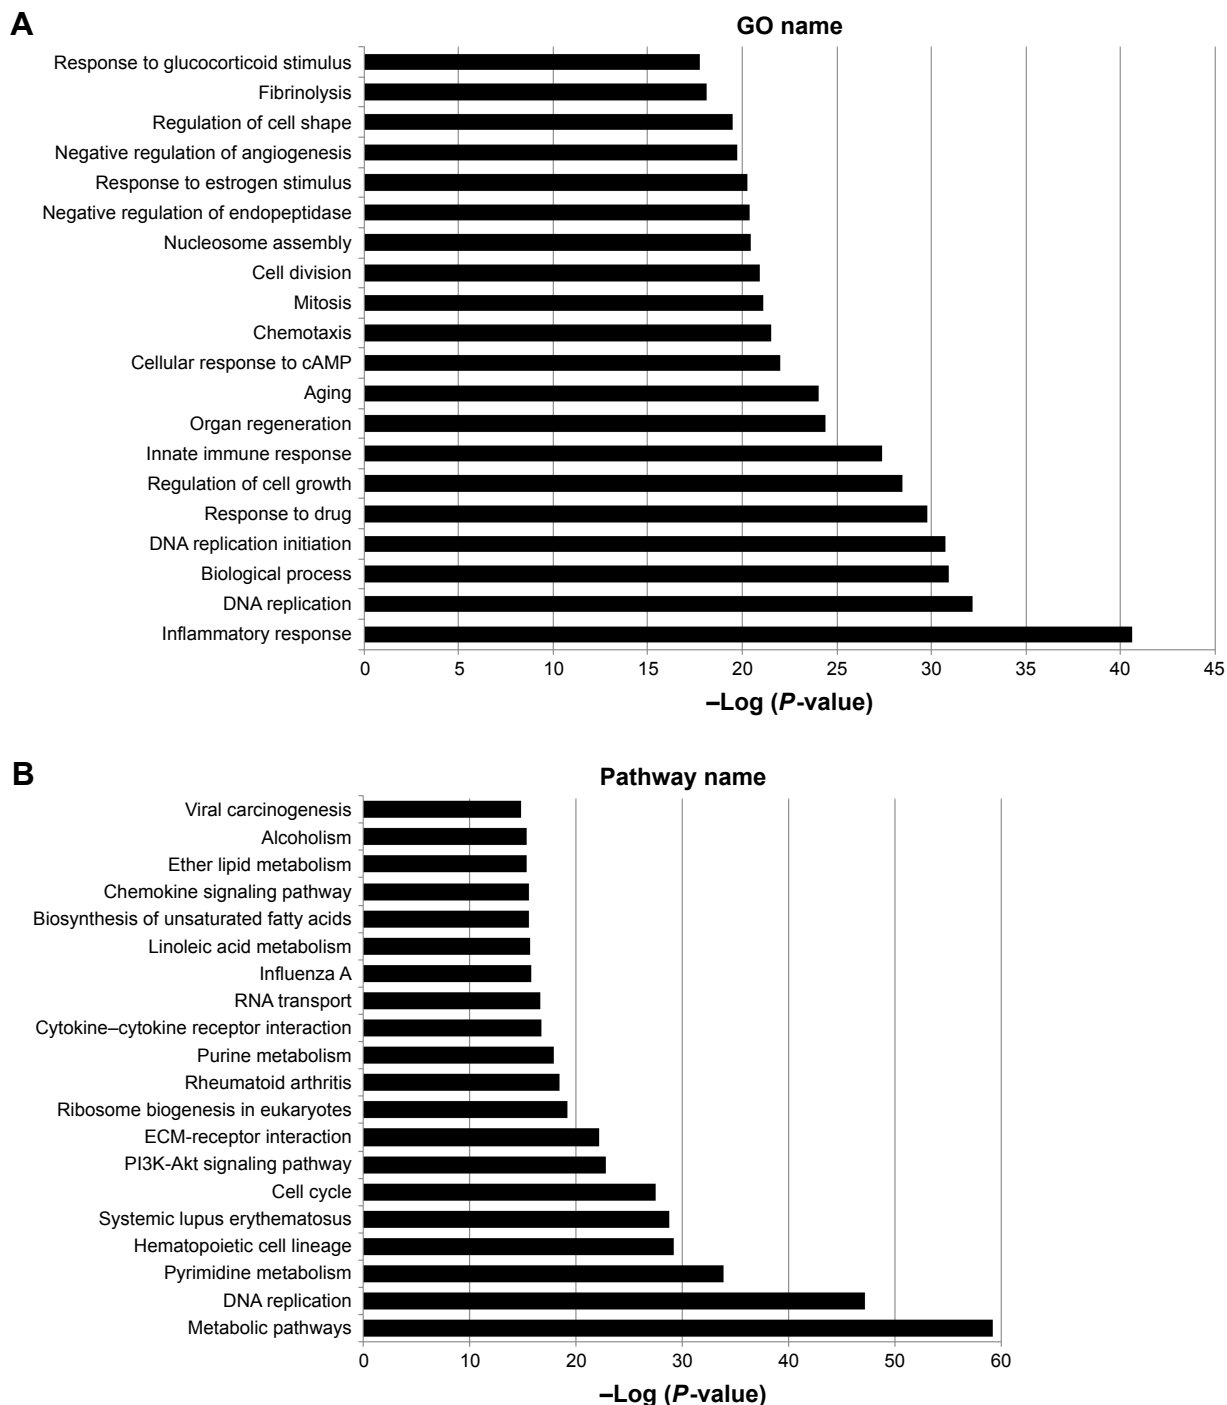 A
GO name
Response to glucocorticoid stimulus
Fibrinolysis
Regulation of cell shape
Negative regulation of angiogenesis
Response to estrogen stimulus
Negative regulation of endopeptidase
Nucleosome assembly
Cell division
Mitosis
Chemotaxis
Cellular response to cAMP
Aging
Organ regeneration
Innate immune response
Regulation of cell growth
Response to drug
DNA replication initiation
Biological process
DNA replication
Inflammatory response
0 5 10 15 20 25 30 35 40 45
–Log (P-value)
B
Pathway name
Viral carcinogenesis
Alcoholism
Ether lipid metabolism
Chemokine signaling pathway
Biosynthesis of unsaturated fatty acids
Linoleic acid metabolism
Influenza A
RNA transport
Cytokine–cytokine receptor interaction
Purine metabolism
Rheumatoid arthritis
Ribosome biogenesis in eukaryotes
ECM-receptor interaction
PI3K-Akt signaling pathway
Cell cycle
Systemic lupus erythematosus
Hematopoietic cell lineage
Pyrimidine metabolism
DNA replication
Metabolic pathways
0 10 20 30 40 50 60
–Log (P-value)